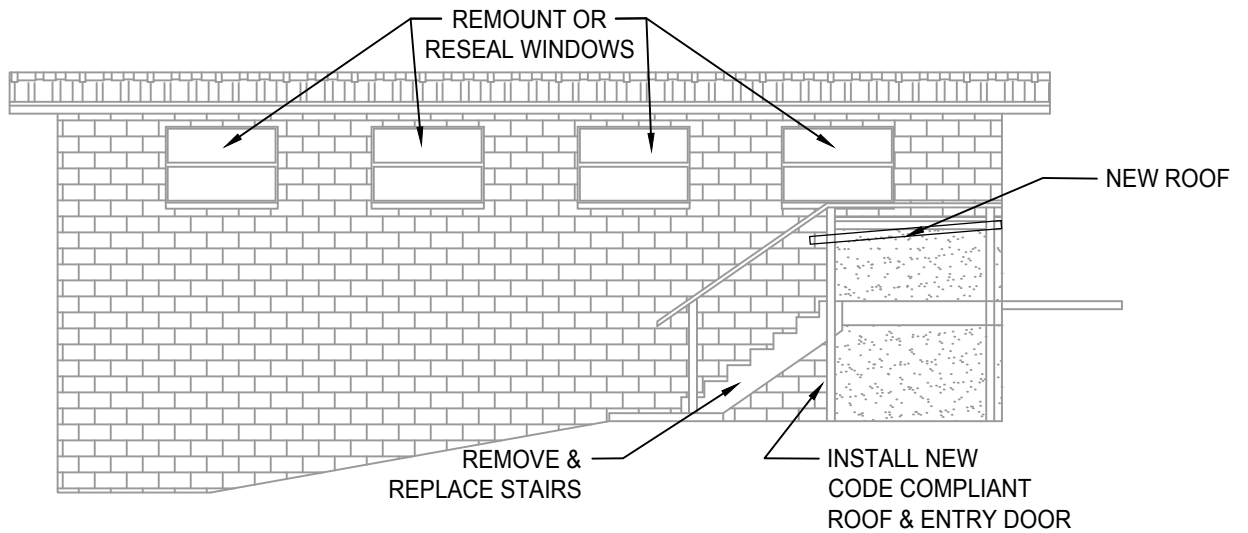 REMOUNT OR
RESEAL WINDOWS
NEW ROOF
REMOVE &
REPLACE STAIRS
INSTALL NEW
CODE COMPLIANT
ROOF & ENTRY DOOR